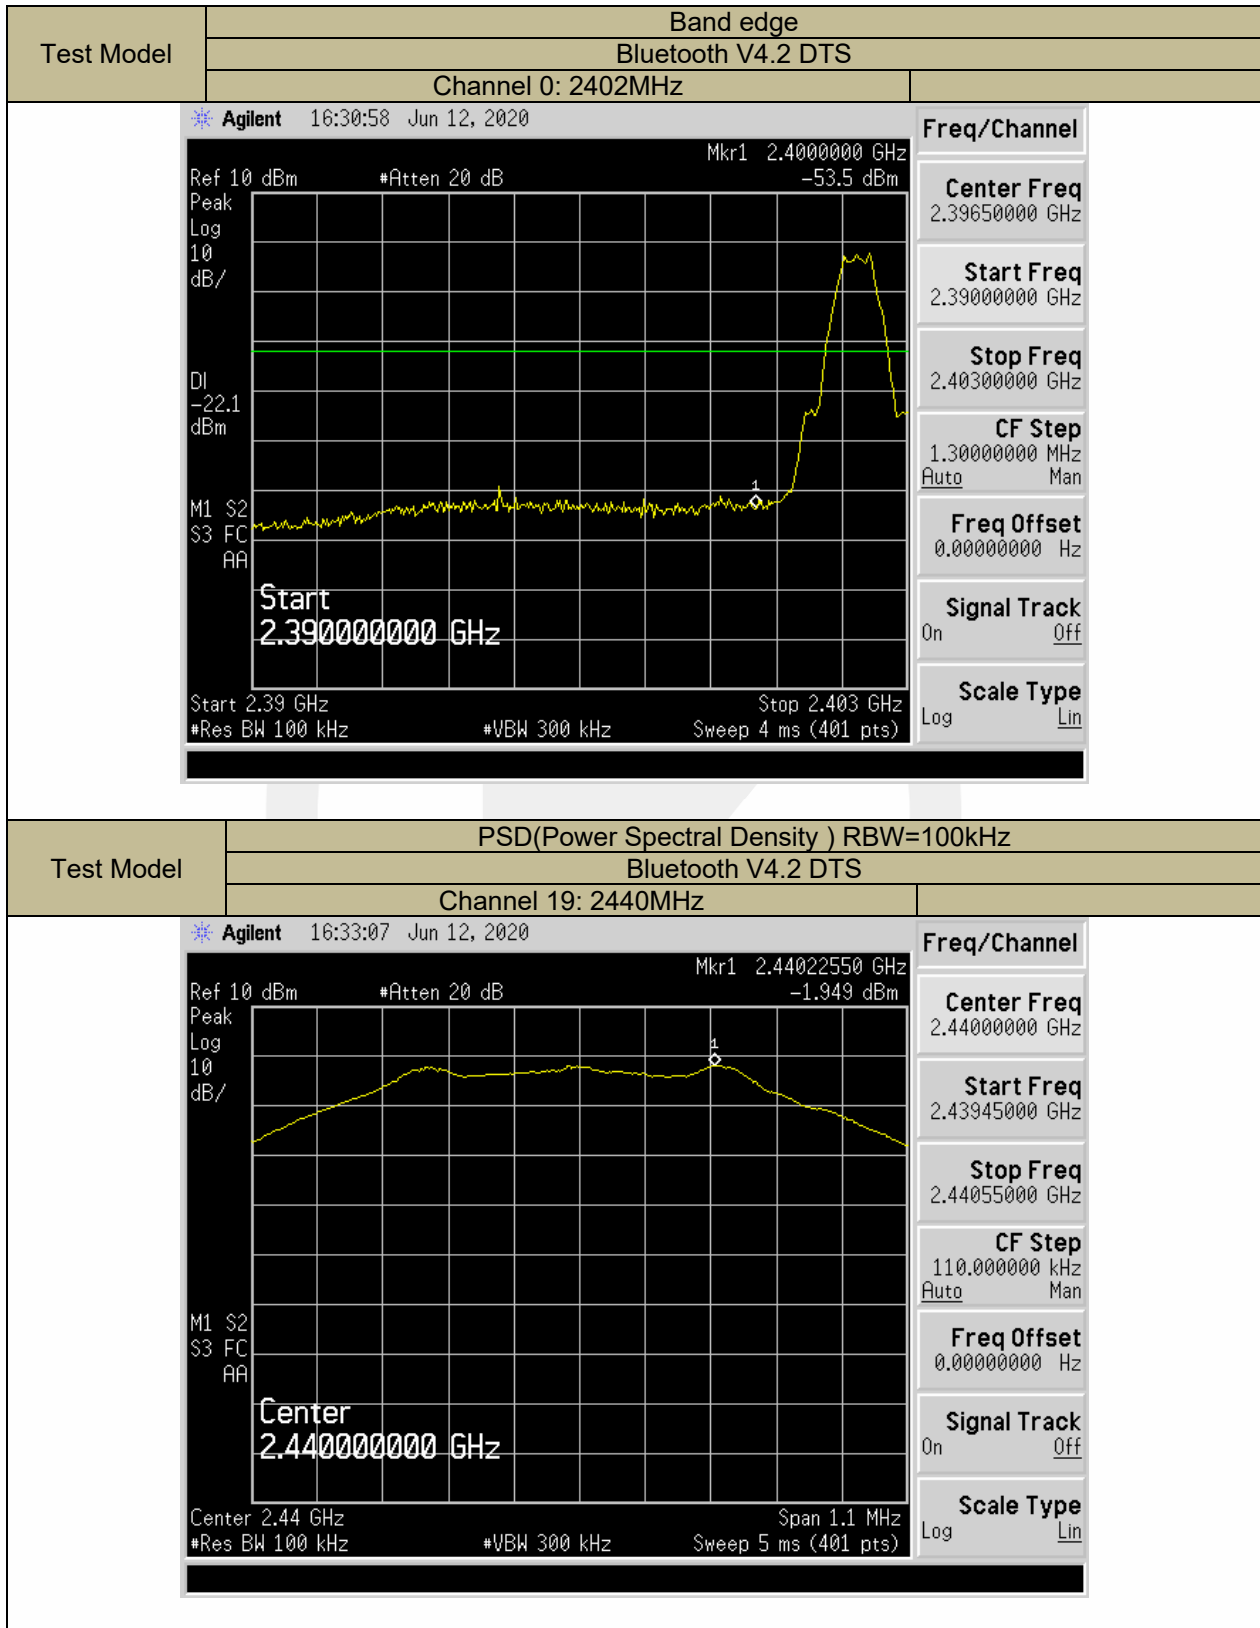 Test Model
Band edge
Bluetooth V4.2 DTS
Channel 0: 2402MHz
Agilent 16:30:58 Jun 12, 2020
Mkr1 2.4000000 GHz
Ref 10 dBm #Atten 20 dB -53.5 dBm
Peak
Log
10
dB/
DI
-22.1
dBm
1
M1 S2
S3 FC
AA
Start
2.390000000 GHz
Start 2.39 GHz Stop 2.403 GHz
#Res BW 100 kHz #VBW 300 kHz Sweep 4 ms (401 pts)
Freq/Channel
Center Freq
2.39650000 GHz
Start Freq
2.39000000 GHz
Stop Freq
2.40300000 GHz
CF Step
1.30000000 MHz
Auto Man
Freq Offset
0.00000000 Hz
Signal Track
On Off
Scale Type
Log Lin
Test Model
PSD(Power Spectral Density ) RBW=100kHz
Bluetooth V4.2 DTS
Channel 19: 2440MHz
Agilent 16:33:07 Jun 12, 2020
Mkr1 2.44022550 GHz
Ref 10 dBm #Atten 20 dB -1.949 dBm
Peak
Log
10
dB/
1
M1 S2
S3 FC
AA
Center
2.440000000 GHz
Center 2.44 GHz Span 1.1 MHz
#Res BW 100 kHz #VBW 300 kHz Sweep 5 ms (401 pts)
Freq/Channel
Center Freq
2.44000000 GHz
Start Freq
2.43945000 GHz
Stop Freq
2.44055000 GHz
CF Step
110.000000 kHz
Auto Man
Freq Offset
0.00000000 Hz
Signal Track
On Off
Scale Type
Log Lin